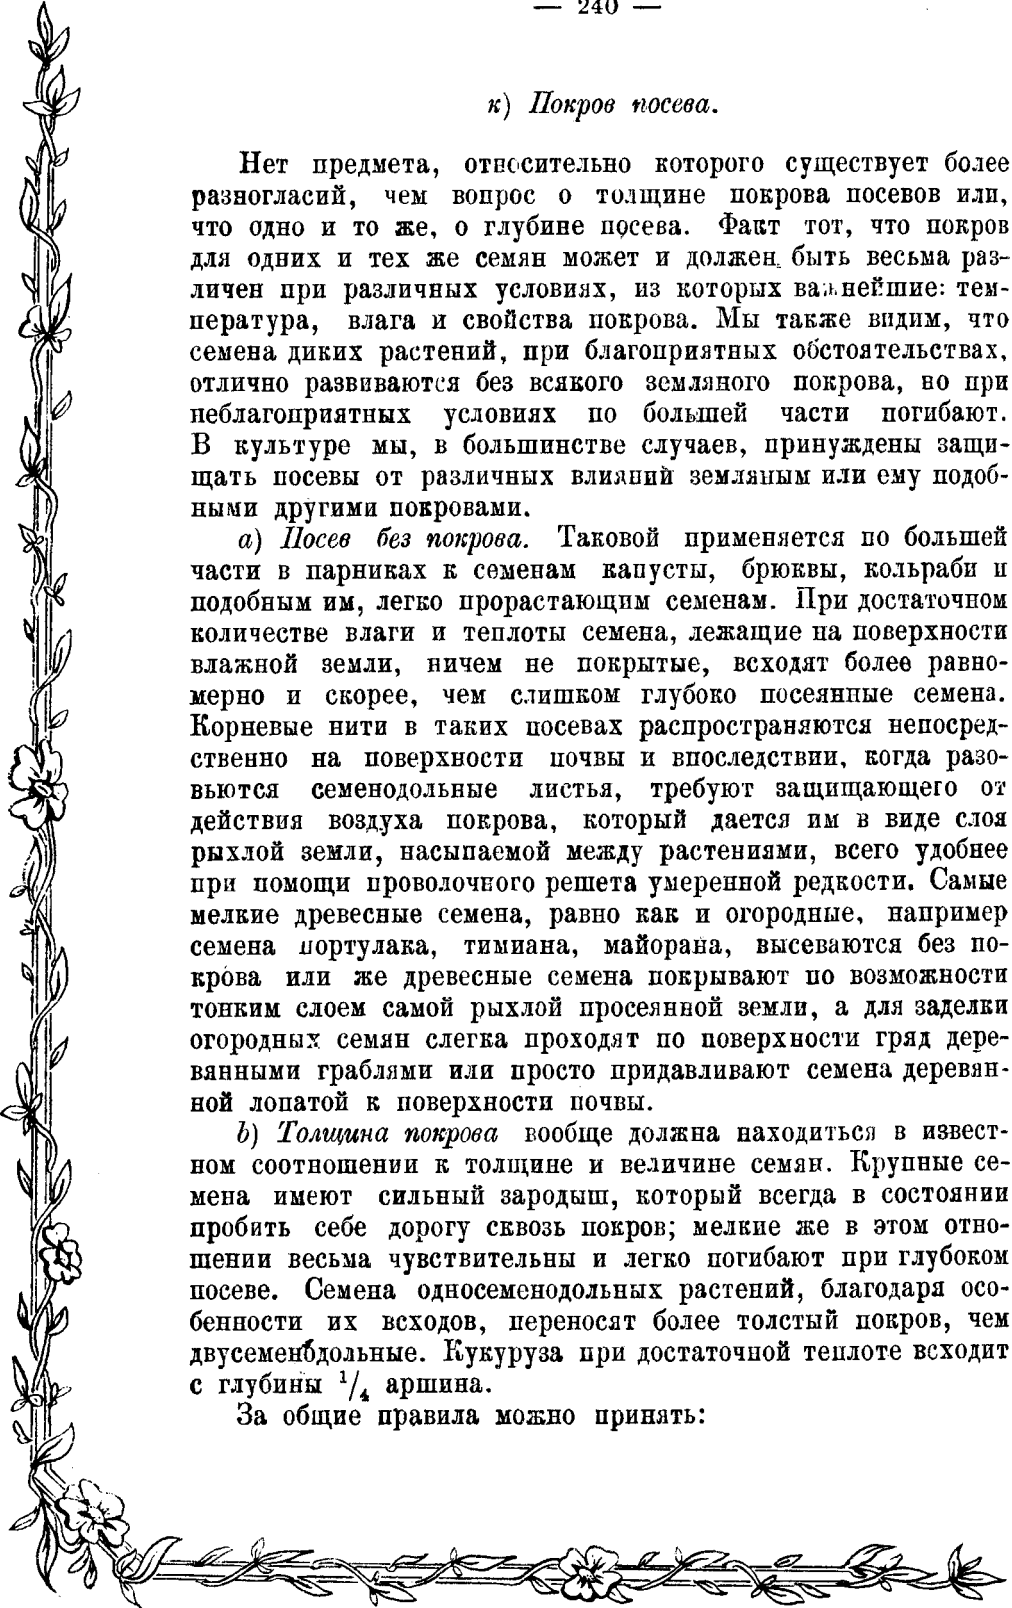 — 240 —
к) Покров посева.
Нет предмета, относительно которого существует более
разногласий, чем вопрос о толщине покрова посевов или,
что одно и то же, о глубине посева. Факт тот, что покров
для одних и тех же семян может и должен быть весьма раз-
личен при различных условиях, из которых важнейшие: тем-
пература, влага и свойства покрова. Мы также видим, что
семена диких растений, при благоприятных обстоятельствах,
отлично развиваются без всякого земляного покрова, но при
неблагоприятных условиях по большей части погибают.
В культуре мы, в большинстве случаев, принуждены защи-
щать посевы от различных влияний земляным или ему подоб-
ными другими покровами.
a) Посев без покрова. Таковой применяется по большей
части в парниках к семенам капусты, брюквы, кольраби и
подобным им, легко прорастающим семенам. При достаточном
количестве влаги и теплоты семена, лежащие на поверхности
влажной земли, ничем не покрытые, всходят более равно-
мерно и скорее, чем слишком глубоко посеянные семена.
Корневые нити в таких посевах распространяются непосред-
ственно на поверхности почвы и впоследствии, когда разо-
вьются семенодольные листья, требуют защищающего от
действия воздуха покрова, который дается им в виде слоя
рыхлой земли, насыпаемой между растениями, всего удобнее
при помощи проволочного решета умеренной редкости. Самые
мелкие древесные семена, равно как и огородные, например
семена портулака, тимиана, майорана, высеваются без по-
крова или же древесные семена покрывают по возможности
тонким слоем самой рыхлой просеянной земли, а для заделки
огородных семян слегка проходят по поверхности гряд дере-
вянными граблями или просто придавливают семена деревян-
ной лопатой к поверхности почвы.
b) Толщина покрова вообще должна находиться в извест-
ном соотношении к толщине и величине семян. Крупные се-
мена имеют сильный зародыш, который всегда в состоянии
пробить себе дорогу сквозь покров; мелкие же в этом отно-
шении весьма чувствительны и легко погибают при глубоком
посеве. Семена односеменодольных растений, благодаря осо-
бенности их всходов, переносят более толстый покров, чем
двусеменодольные. Кукуруза при достаточной теплоте всходит
с глубины 1/4 аршина.
За общие правила можно принять: